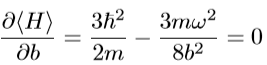 ∂⟨H⟩/∂b = 3ℏ²/2m − 3mω²/8b² = 0